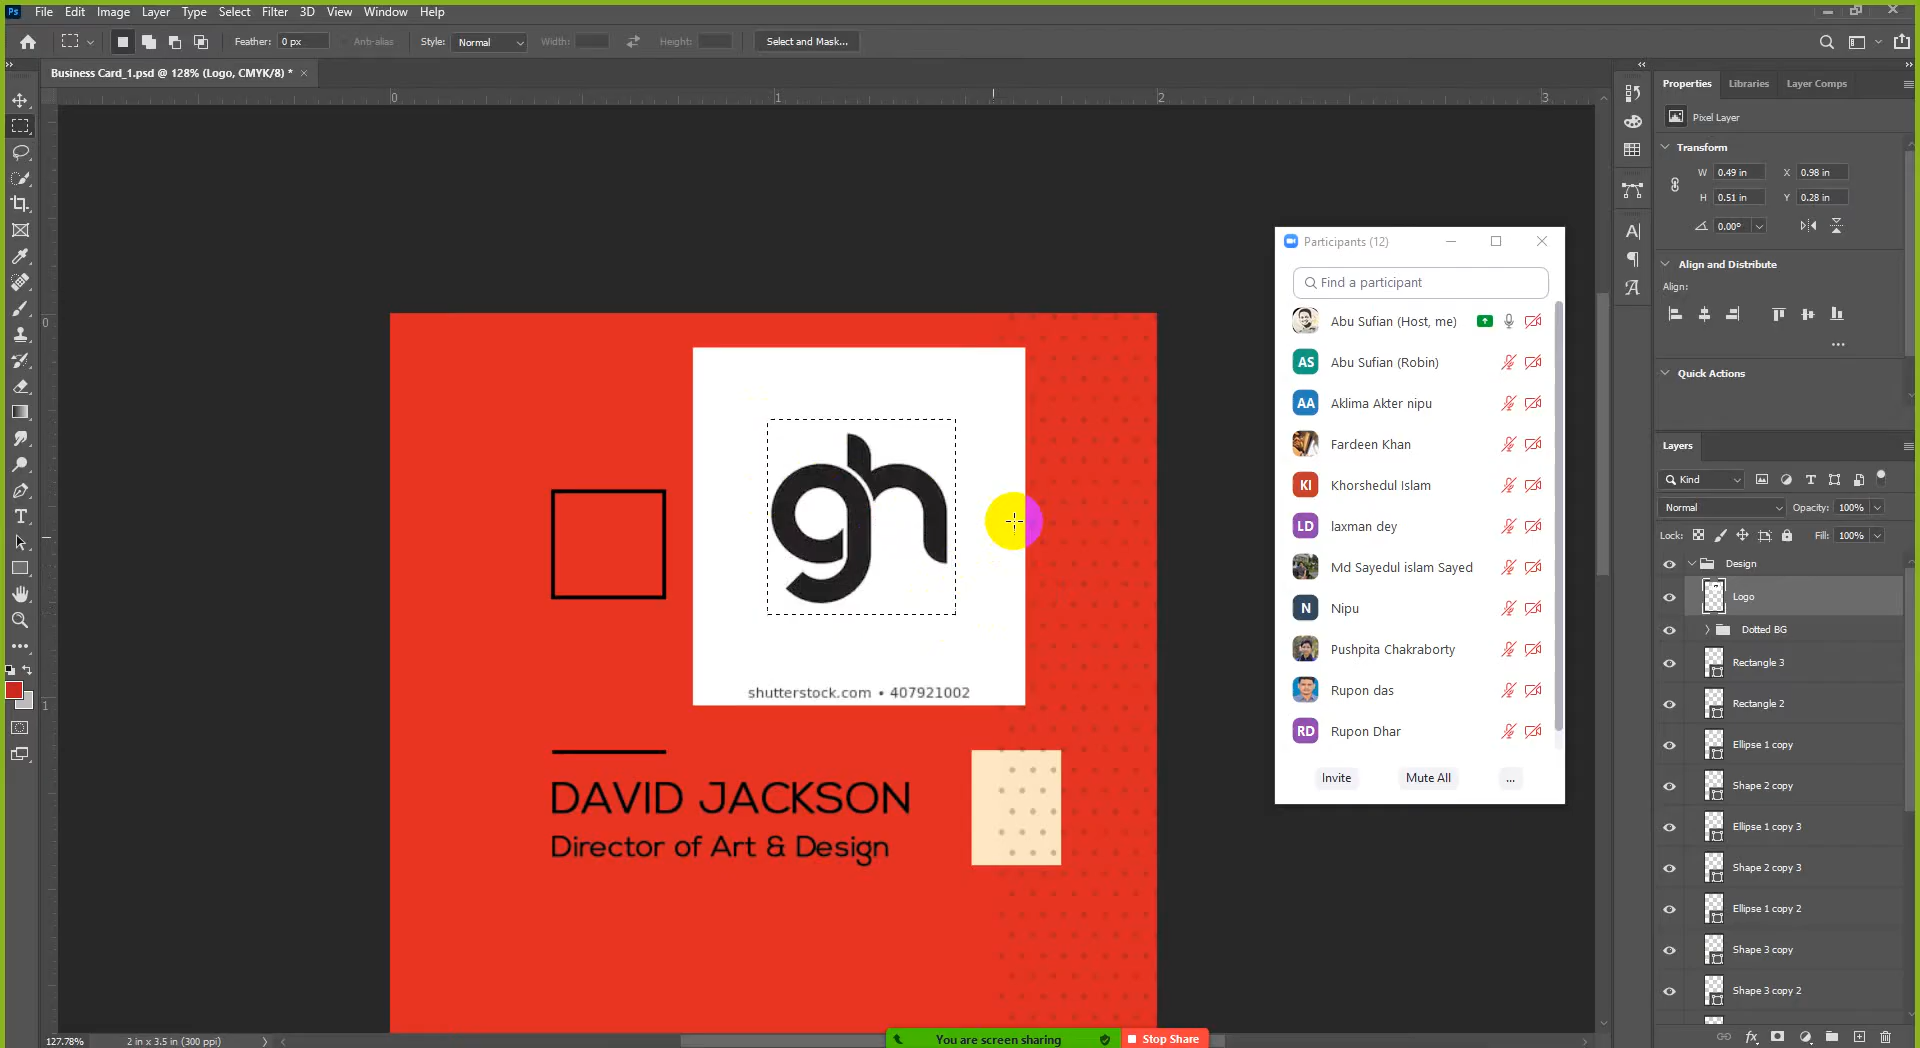 Ps File Edit Image Layer Type Select Filter 3D View Window Help
Feather: 0 px Anti-alias Style: Normal Width: Height: Select and Mask...
Business Card_1.psd @ 128% (Logo, CMYK/8) * ×
0 1 2 3
0
1
gh
shutterstock.com • 407921002
DAVID JACKSON
Director of Art & Design
Participants (12)
Find a participant
Abu Sufian (Host, me)
AS Abu Sufian (Robin)
AA Aklima Akter nipu
Fardeen Khan
KI Khorshedul Islam
LD laxman dey
Md Sayedul islam Sayed
N Nipu
Pushpita Chakraborty
Rupon das
RD Rupon Dhar
Invite Mute All ...
Properties Libraries Layer Comps
Pixel Layer
Transform
W 0.49 in X 0.98 in
H 0.51 in Y 0.28 in
0.00°
Align and Distribute
Align:
Quick Actions
Layers
Kind
Normal Opacity: 100%
Lock: Fill: 100%
Design
Logo
Dotted BG
Rectangle 3
Rectangle 2
Ellipse 1 copy
Shape 2 copy
Ellipse 1 copy 3
Shape 2 copy 3
Ellipse 1 copy 2
Shape 3 copy
Shape 3 copy 2
127.78% 2 in x 3.5 in (300 ppi)
You are screen sharing Stop Share